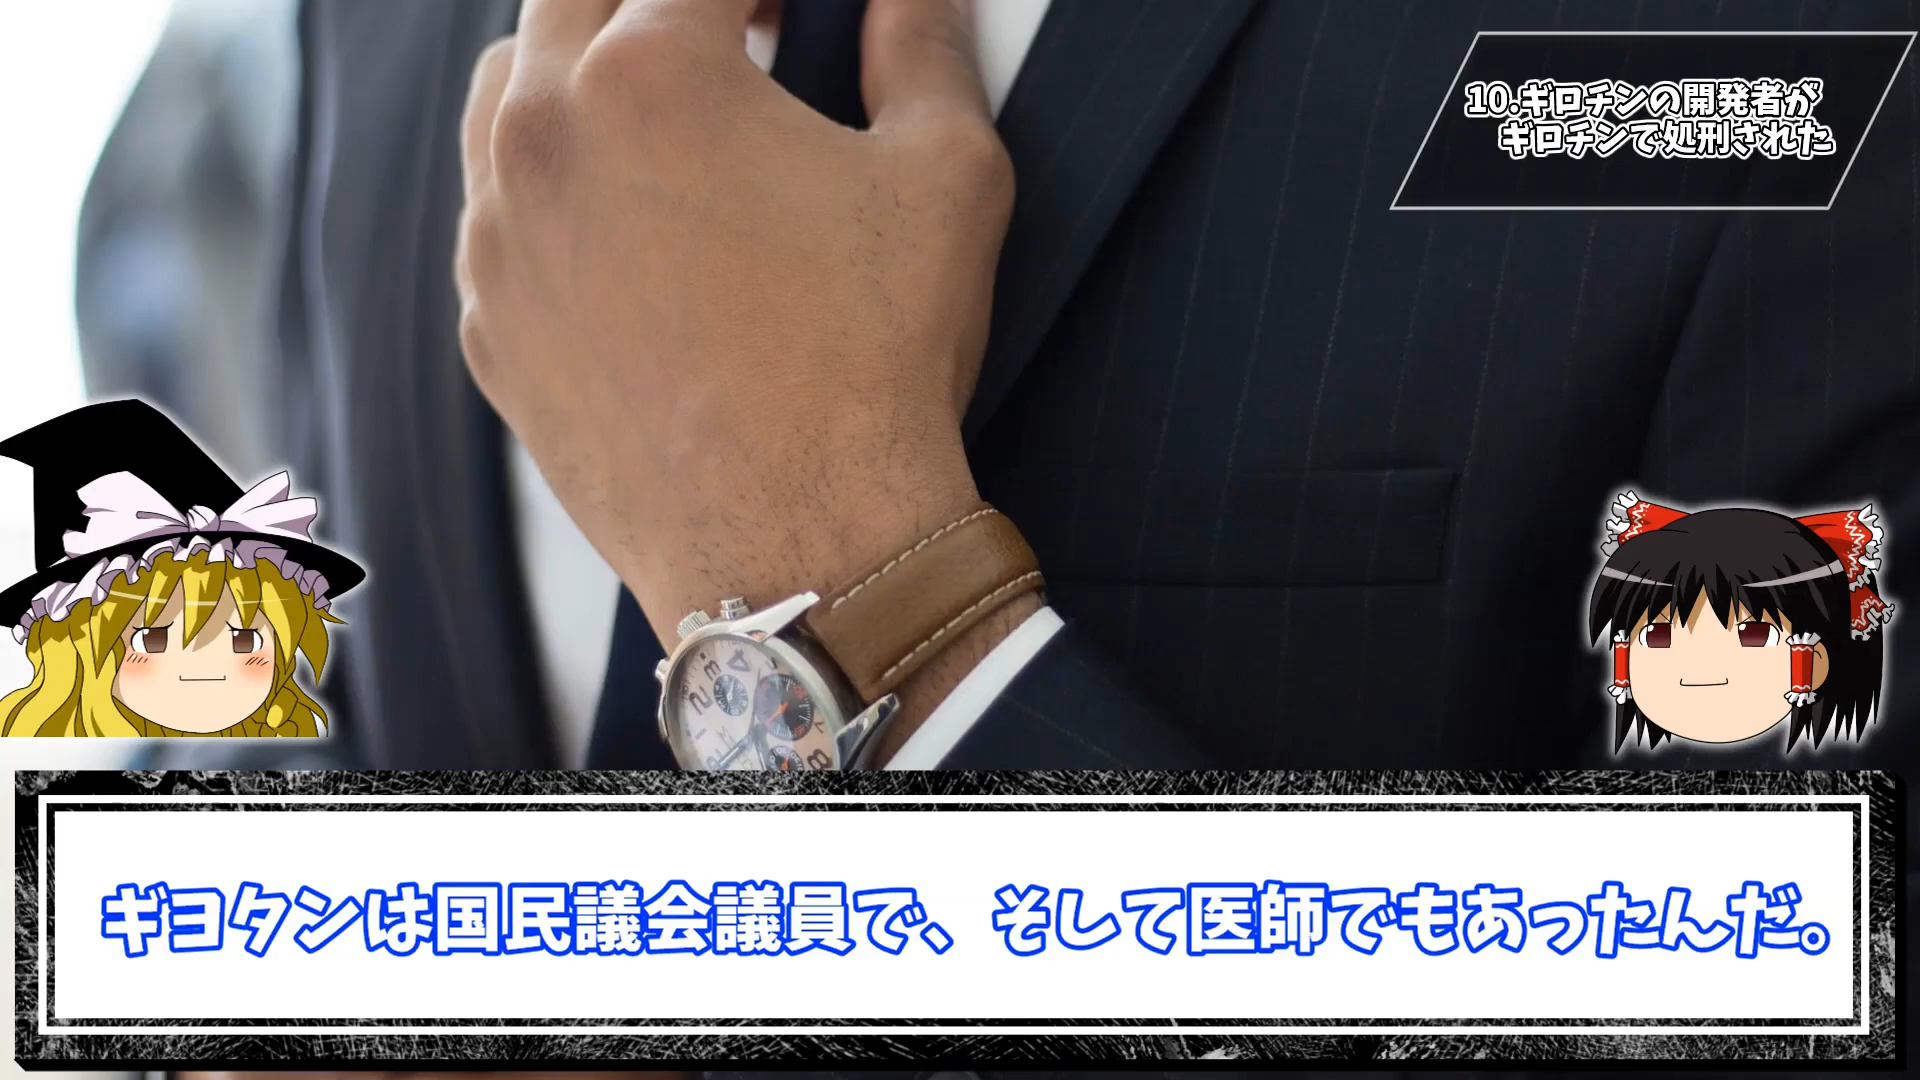 10.ギロチンの開発者が
ギロチンで処刑された
ギヨタンは国民議会議員で、そして医師でもあったんだ。